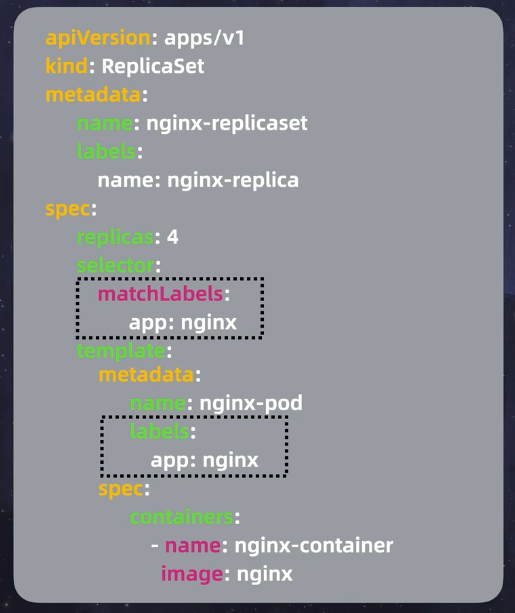 apiVersion: apps/v1
kind: ReplicaSet
metadata:
name: nginx-replicaset
labels:
name: nginx-replica
spec:
replicas: 4
selector:
matchLabels:
app: nginx
template:
metadata:
name: nginx-pod
labels:
app: nginx
spec:
containers:
- name: nginx-container
image: nginx